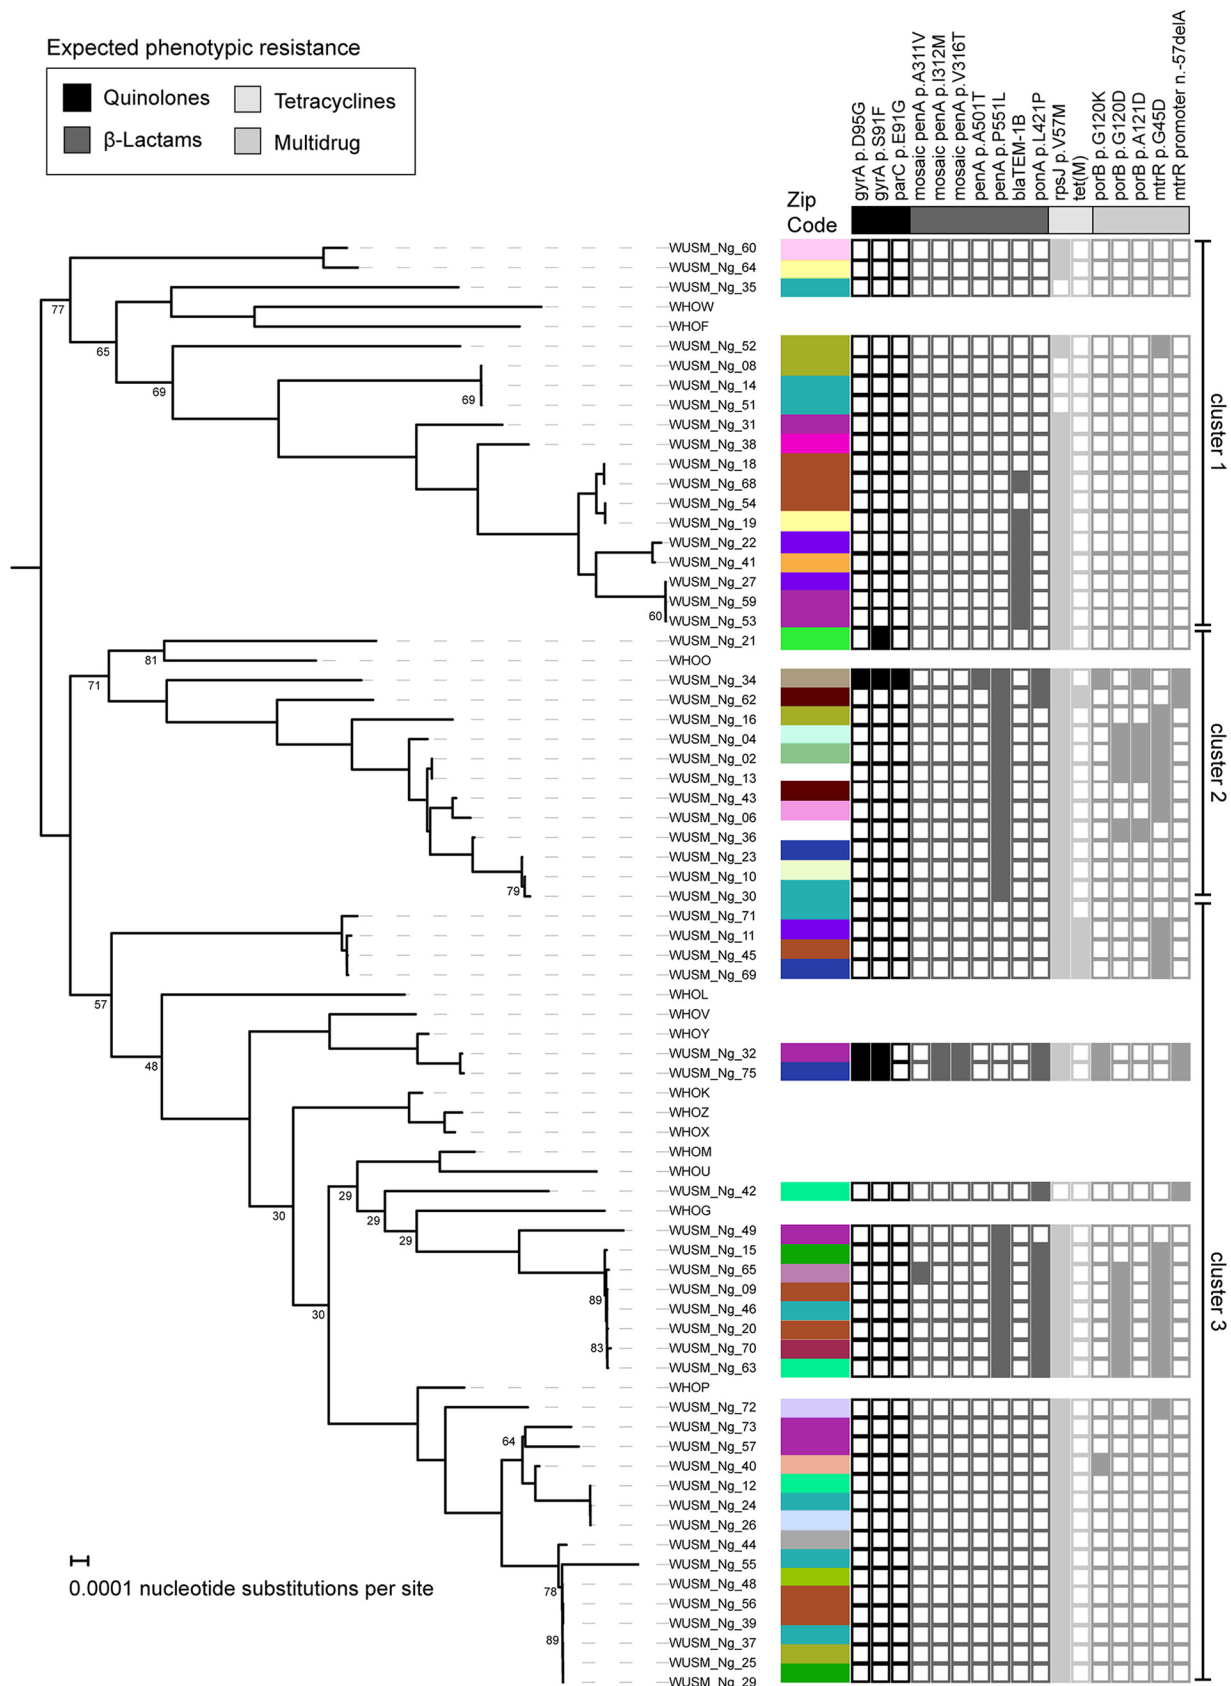 Expected phenotypic resistance
Quinolones
Tetracyclines
β-Lactams
Multidrug
gyrA p.D95G
gyrA p.S91F
parC p.E91G
mosaic penA p.A311V
mosaic penA p.I312M
mosaic penA p.V316T
penA p.A501T
penA p.P551L
blaTEM-1B
ponA p.L421P
rpsJ p.V57M
tet(M)
porB p.G120K
porB p.G120D
porB p.A121D
mtrR p.G45D
mtrR promoter n.-57delA
Zip
Code
WUSM_Ng_60
WUSM_Ng_64
WUSM_Ng_35
77
WHOW
WHOF
65
WUSM_Ng_52
WUSM_Ng_08
69
WUSM_Ng_14
69
WUSM_Ng_51
WUSM_Ng_31
cluster 1
WUSM_Ng_38
WUSM_Ng_18
WUSM_Ng_68
WUSM_Ng_54
WUSM_Ng_19
WUSM_Ng_22
WUSM_Ng_41
WUSM_Ng_27
WUSM_Ng_59
60
WUSM_Ng_53
WUSM_Ng_21
81
WHOO
71
WUSM_Ng_34
WUSM_Ng_62
WUSM_Ng_16
WUSM_Ng_04
WUSM_Ng_02
cluster 2
WUSM_Ng_13
WUSM_Ng_43
WUSM_Ng_06
WUSM_Ng_36
WUSM_Ng_23
WUSM_Ng_10
79
WUSM_Ng_30
WUSM_Ng_71
WUSM_Ng_11
WUSM_Ng_45
WUSM_Ng_69
57
WHOL
WHOV
WHOY
48
WUSM_Ng_32
WUSM_Ng_75
WHOK
WHOZ
WHOX
WHOM
WHOU
29
WUSM_Ng_42
30
29
WHOG
29
WUSM_Ng_49
WUSM_Ng_15
WUSM_Ng_65
cluster 3
WUSM_Ng_09
89
WUSM_Ng_46
30
WUSM_Ng_20
83
WUSM_Ng_70
WUSM_Ng_63
WHOP
WUSM_Ng_72
WUSM_Ng_73
64
WUSM_Ng_57
WUSM_Ng_40
WUSM_Ng_12
WUSM_Ng_24
WUSM_Ng_26
WUSM_Ng_44
WUSM_Ng_55
78
WUSM_Ng_48
0.0001 nucleotide substitutions per site
WUSM_Ng_56
WUSM_Ng_39
89
WUSM_Ng_37
WUSM_Ng_25
WUSM_Ng_29